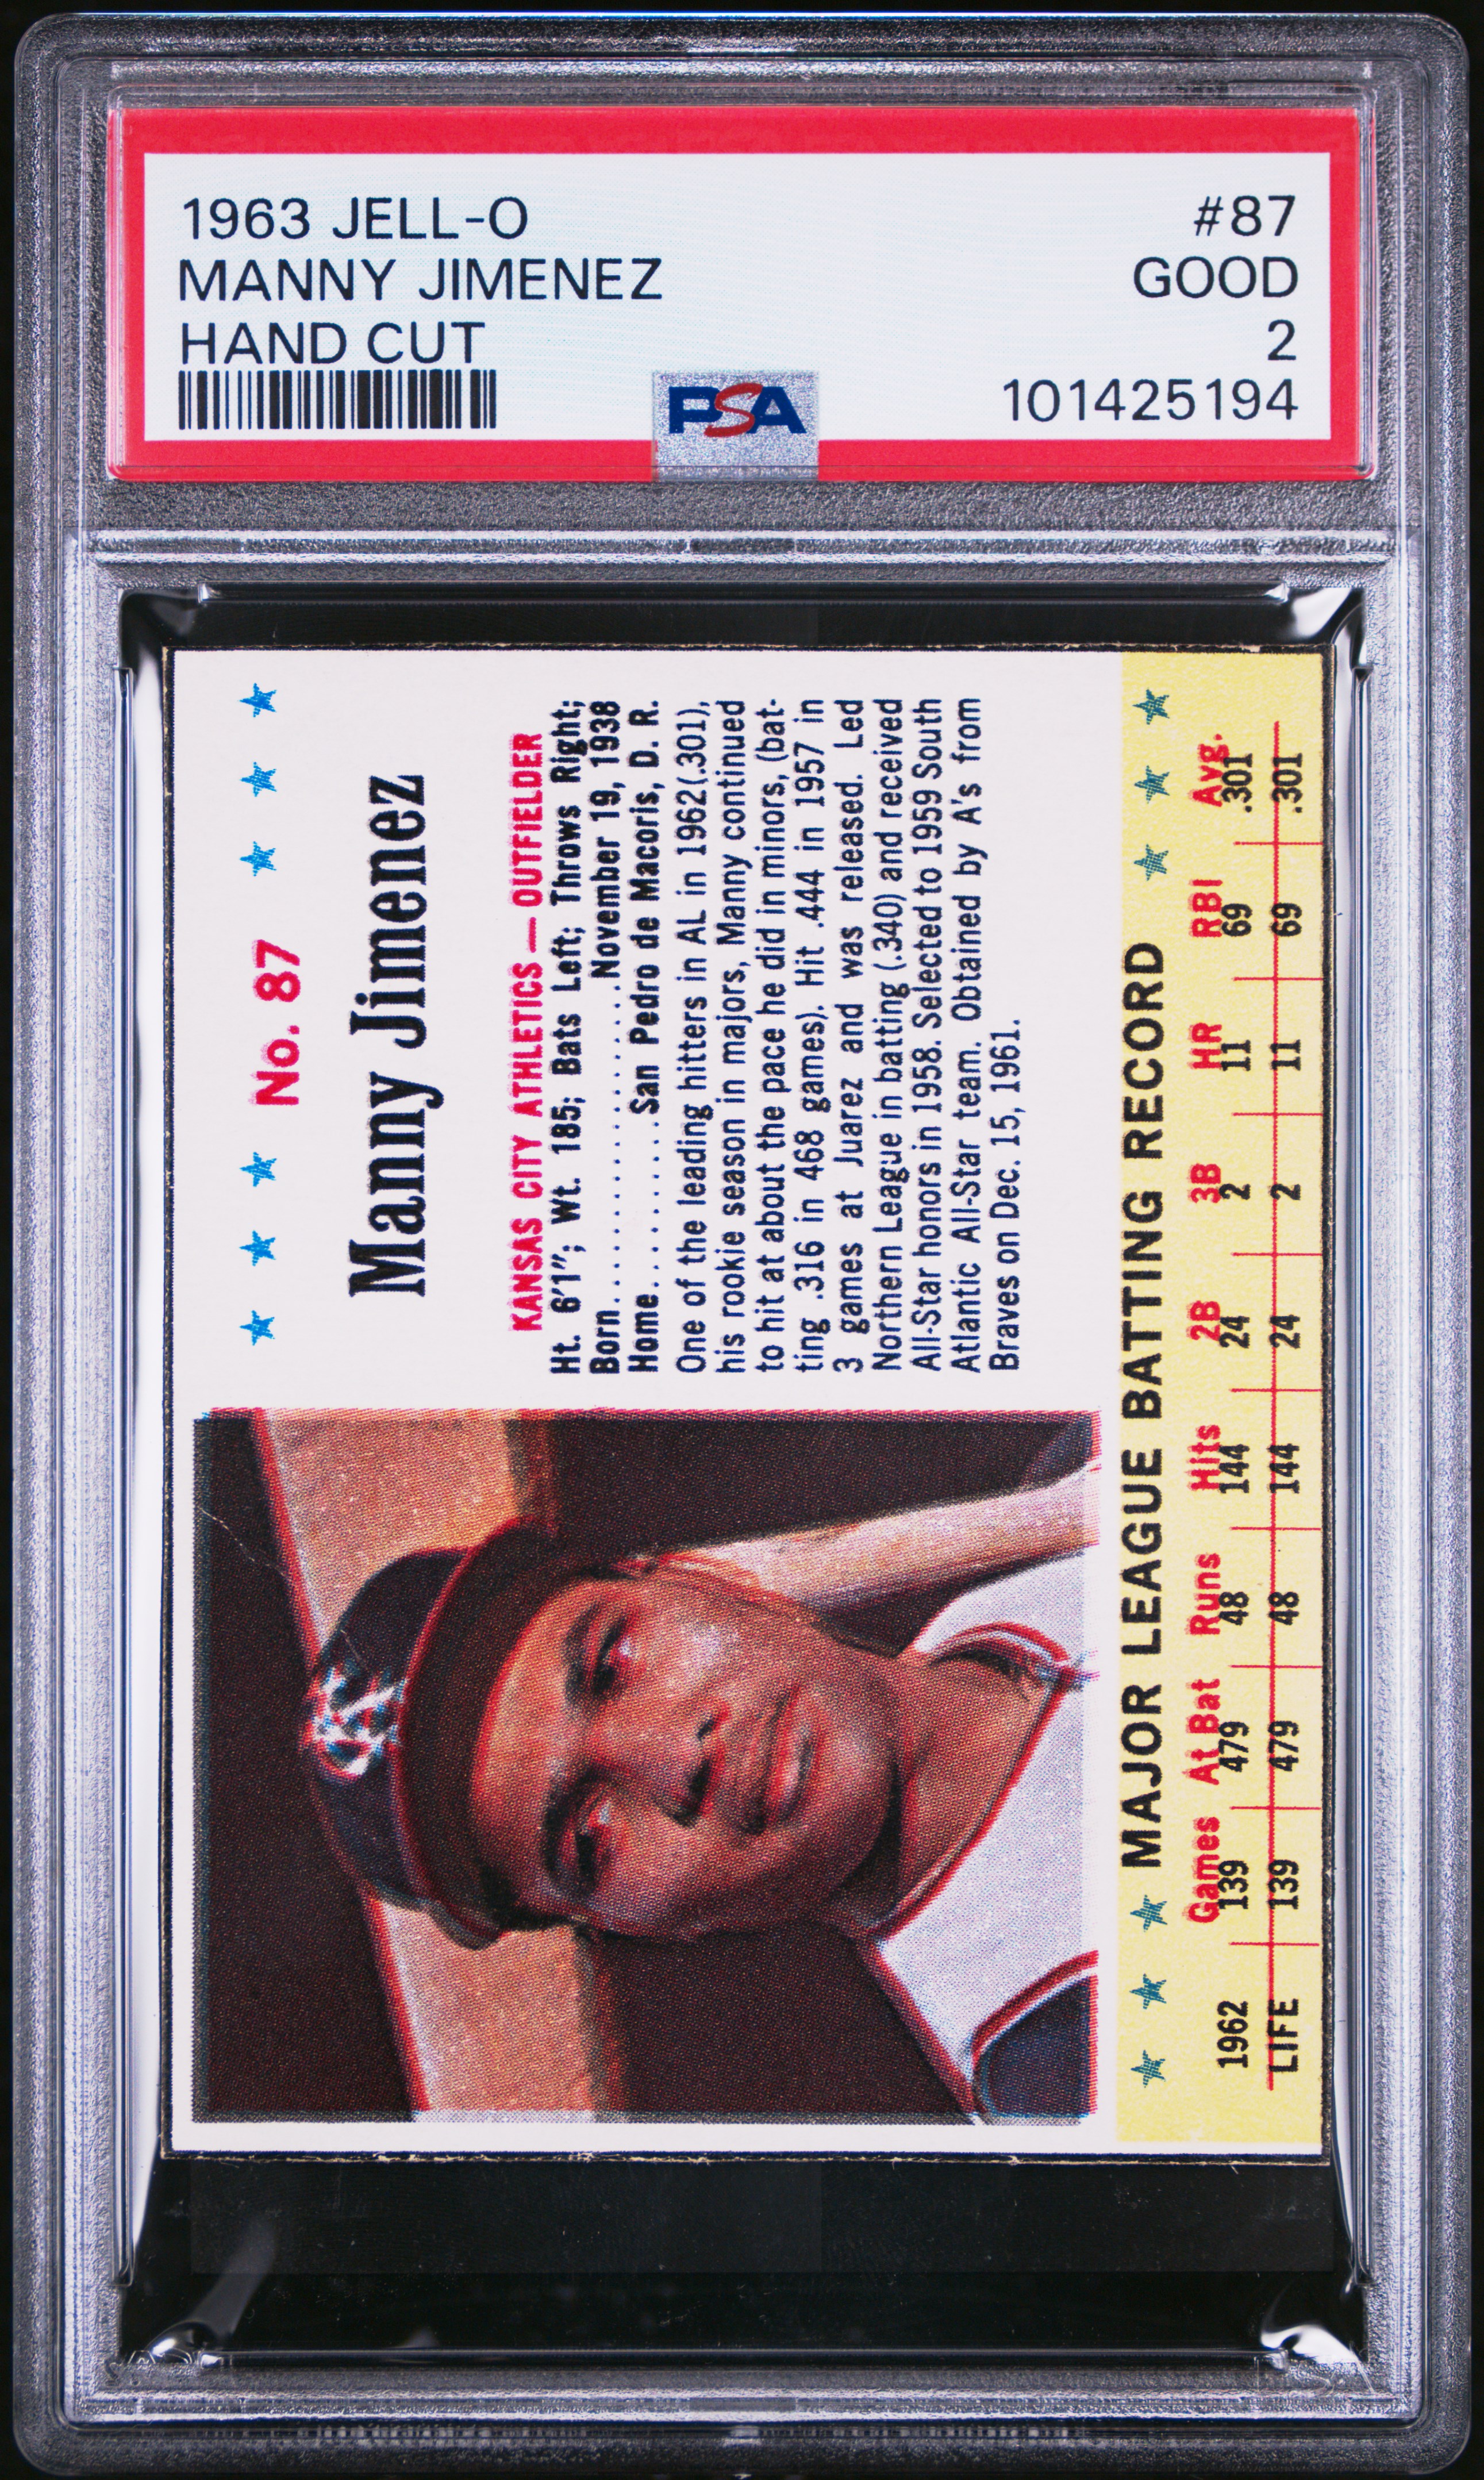 1963 JELL-O #87
MANNY JIMENEZ GOOD
HAND CUT 2
PSA 101425194
No. 87
Manny Jimenez
KANSAS CITY ATHLETICS — OUTFIELDER
Ht. 6'1"; Wt. 185; Bats Left; Throws Right;
Born....................November 19, 1938
Home..........San Pedro de Macoris, D. R.
One of the leading hitters in AL in 1962(.301),
his rookie season in majors, Manny continued
to hit at about the pace he did in minors, (bat-
ting .316 in 468 games). Hit .444 in 1957 in
3 games at Juarez and was released. Led
Northern League in batting (.340) and received
All-Star honors in 1958. Selected to 1959 South
Atlantic All-Star team. Obtained by A's from
Braves on Dec. 15, 1961.
MAJOR LEAGUE BATTING RECORD
Games At Bat Runs Hits 2B 3B HR RBI Avg.
1962 139 479 48 144 24 2 11 69 .301
LIFE 139 479 48 144 24 2 11 69 .301